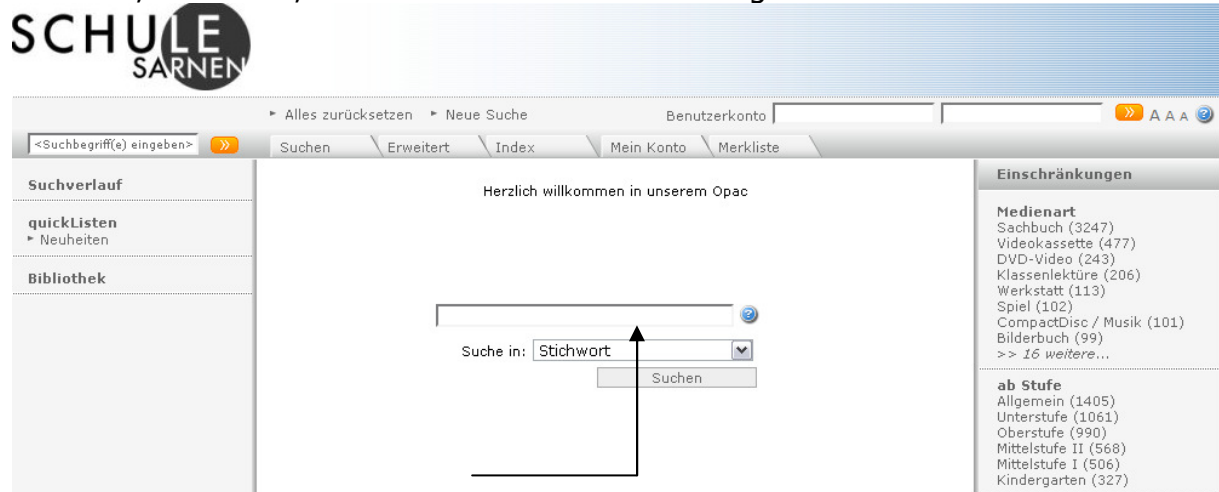 SCHULE
SARNEN
Alles zurücksetzen Neue Suche Benutzerkonto A A A
<Suchbegriff(e) eingeben>
Suchen Erweitert Index Mein Konto Merkliste
Suchverlauf
quickListen
Neuheiten
Bibliothek
Herzlich willkommen in unserem Opac
Suche in: Stichwort
Suchen
Einschränkungen
Medienart
Sachbuch (3247)
Videokassette (477)
DVD-Video (243)
Klassenlektüre (206)
Werkstatt (113)
Spiel (102)
CompactDisc / Musik (101)
Bilderbuch (99)
>> 16 weitere...
ab Stufe
Allgemein (1405)
Unterstufe (1061)
Oberstufe (990)
Mittelstufe II (568)
Mittelstufe I (506)
Kindergarten (327)